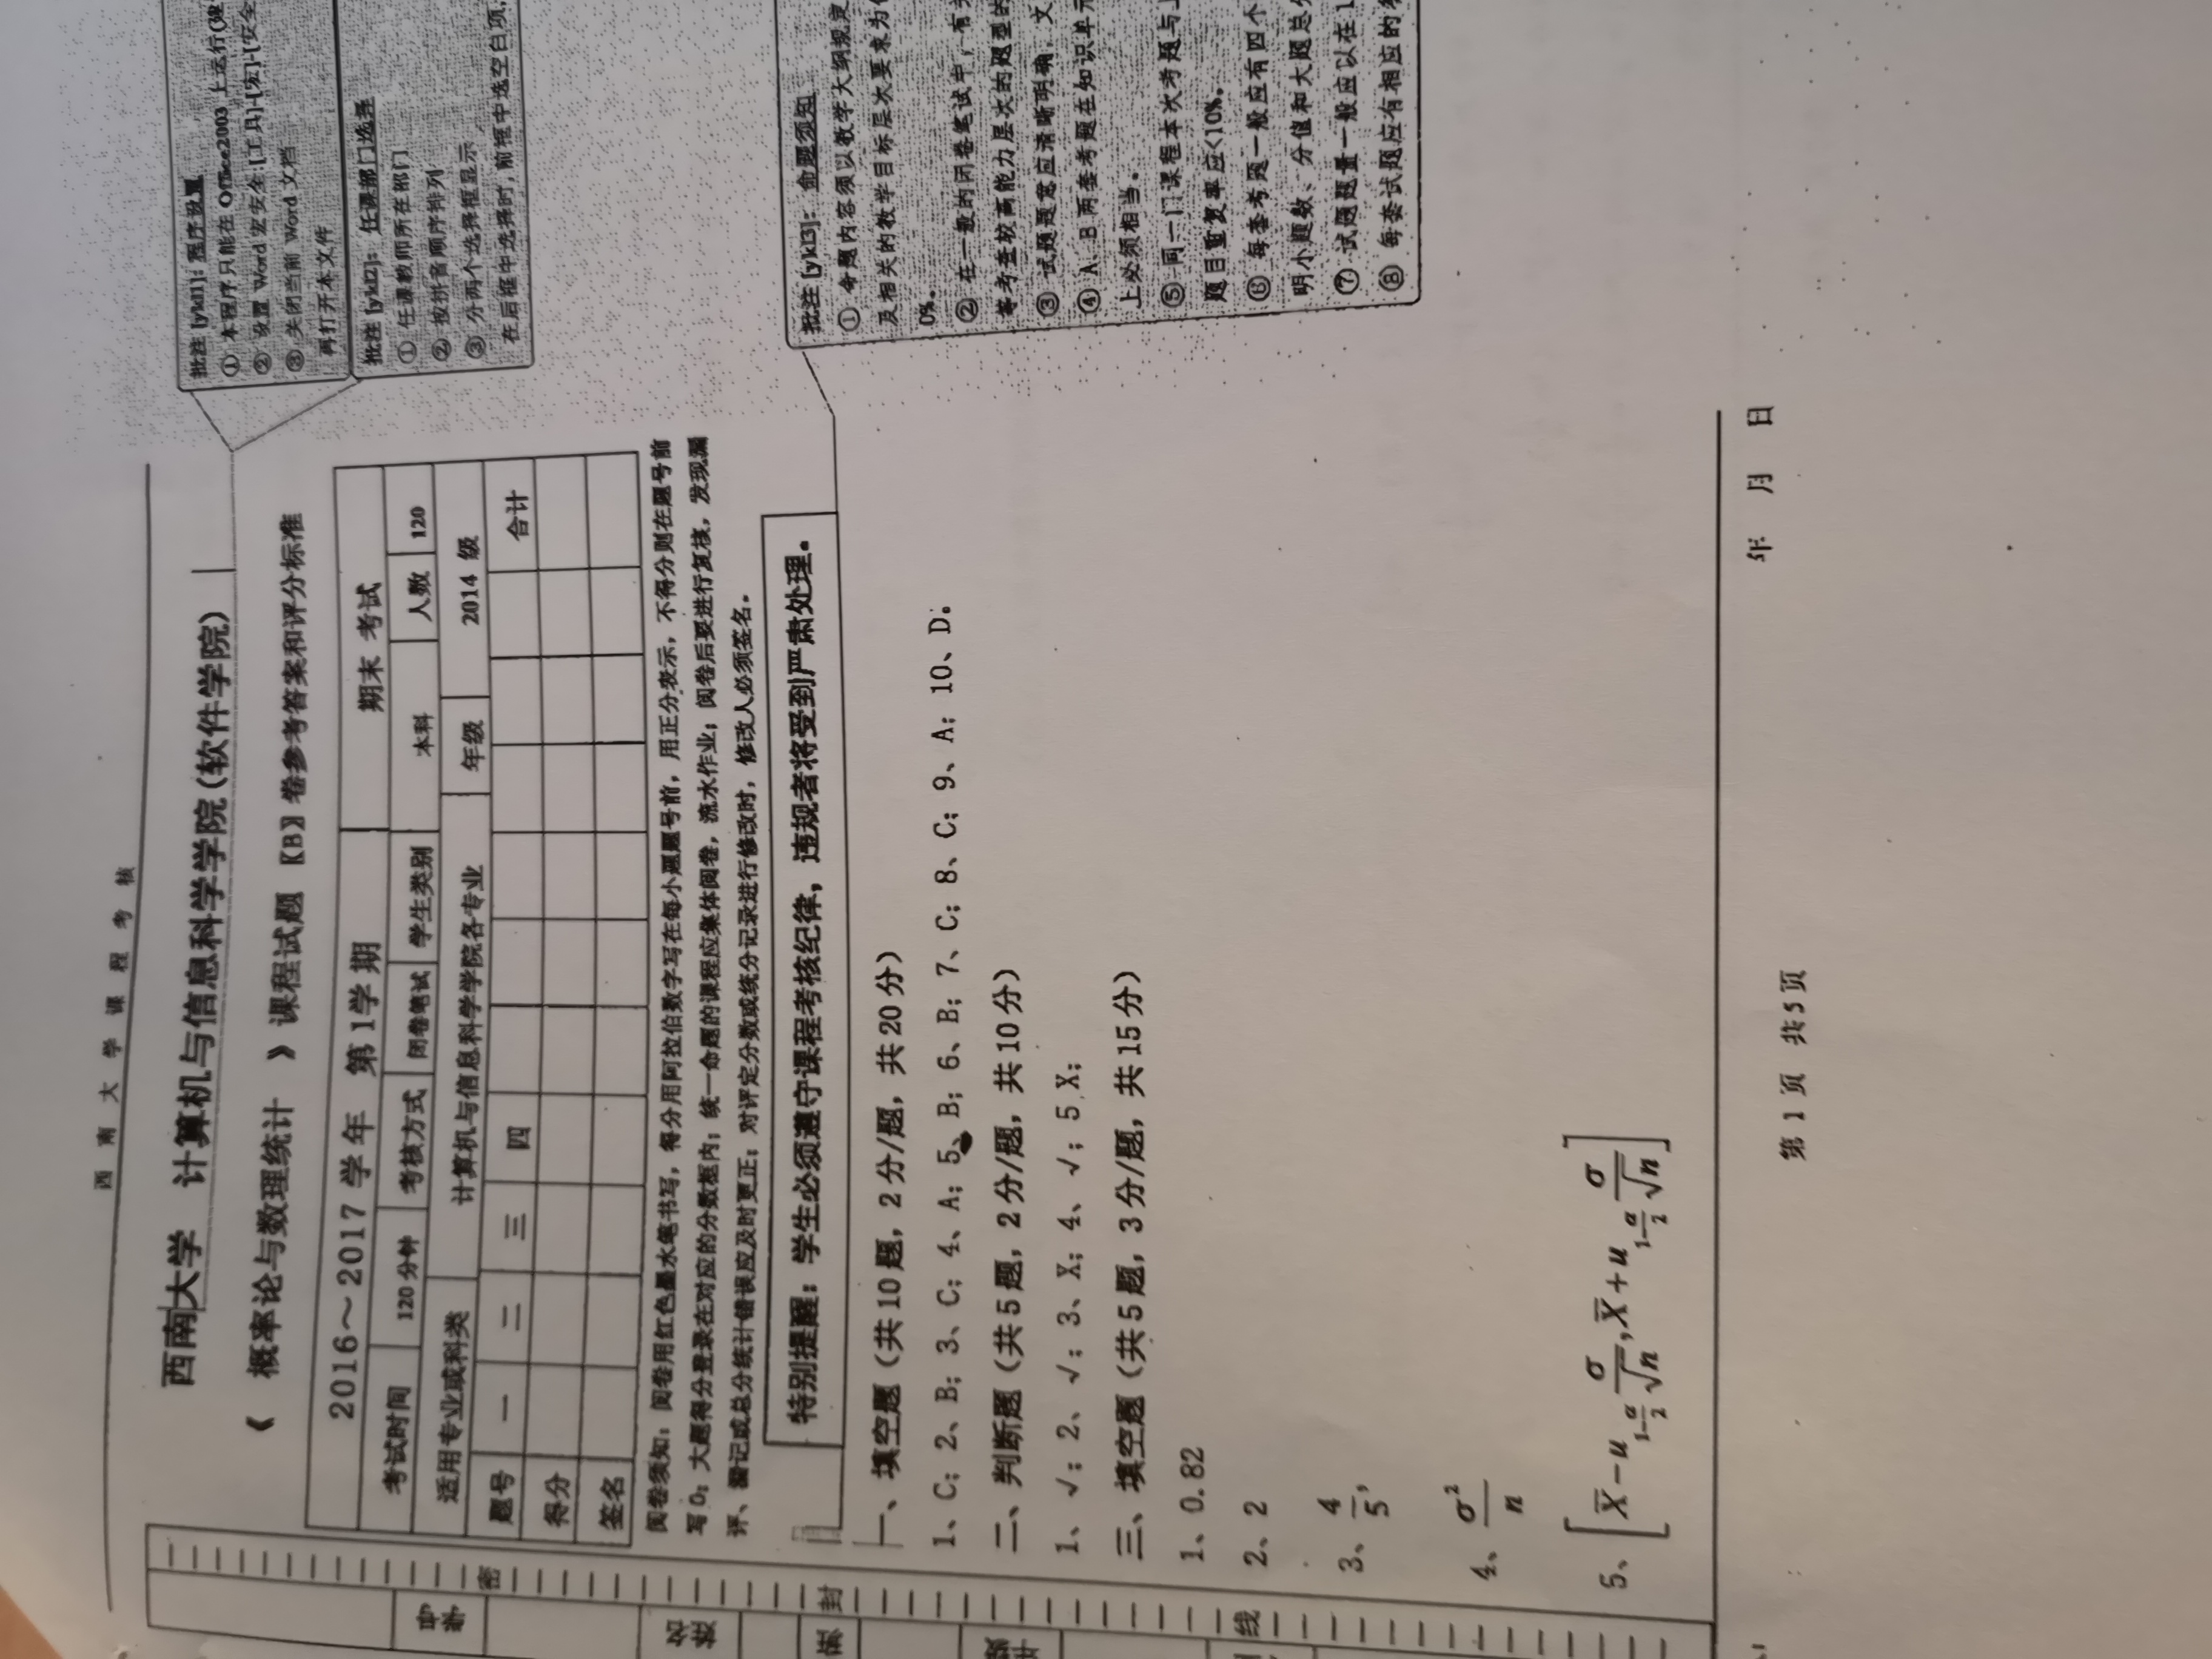 西南大学课程考核
西南大学 计算机与信息科学学院(软件学院)
《 概率论与数理统计 》课程试题〖B〗卷参考答案和评分标准
2016～2017 学年 第1学期 期末 考试
考试时间 120分钟 考核方式 闭卷笔试 学生类别 本科 人数 120
适用专业或科类 计算机与信息科学学院各专业 年级 2014 级
题号 一 二 三 四 合计
得分
签名
阅卷须知：阅卷用红色墨水笔书写，得分用阿拉伯数字写在每小题题号前，用正分表示，不得分则在题号前
写 0；大题得分登录在对应的分数框内；统一命题的课程应集体阅卷，流水作业；阅卷后要进行复核，发现漏
评、漏记或总分统计错误应及时更正；对评定分数或统分记录进行修改时，修改人必须签名。
特别提醒：学生必须遵守课程考核纪律，违规者将受到严肃处理。
一、填空题（共10题，2分/题，共20分）
1、C；2、B；3、C；4、A；5、B；6、B；7、C；8、C；9、A；10、D。
二、判断题（共5题，2分/题，共10分）
1、√；2、√；3、X；4、√；5.X；
三、填空题（共5题，3分/题，共15分）
1、0.82
2、2
3、4/5，
4、σ²/n
5、[X̄−u_{1−α/2} σ/√n, X̄+u_{1−α/2} σ/√n]
年 月 日
第 1 页 共 5 页
密
封
线
批注 [yk11]：程序设置
① 本程序只能在 Office2003 上运行
② 设置 Word 宏安全:[工具]-[宏]-[安全
③ 关闭当前 Word 文档
再打开本文件
批注 [yk12]：任课部门选择
① 任课教师所在部门
② 按拼音顺序排列
③ 分两个选择框显示
在后框中选择时,前框中选空白项.
批注 [yk13]：命题须知
① 命题内容须以教学大纲规定
及相关的教学目标层次要求为
0%。
② 在一般的闭卷笔试中，有关
等考查较高能力层次的题型的
③ 试题题意应清晰明确，文
④ A、B两套考题在知识单元
上必须相当。
⑤ 同一门课程本次考题与上
题目重复率应<10%。
⑥ 每套考题一般应有四个
明小题数、分值和大题总分
⑦ 试题题量一般应以在1
⑧ 每套试题应有相应的